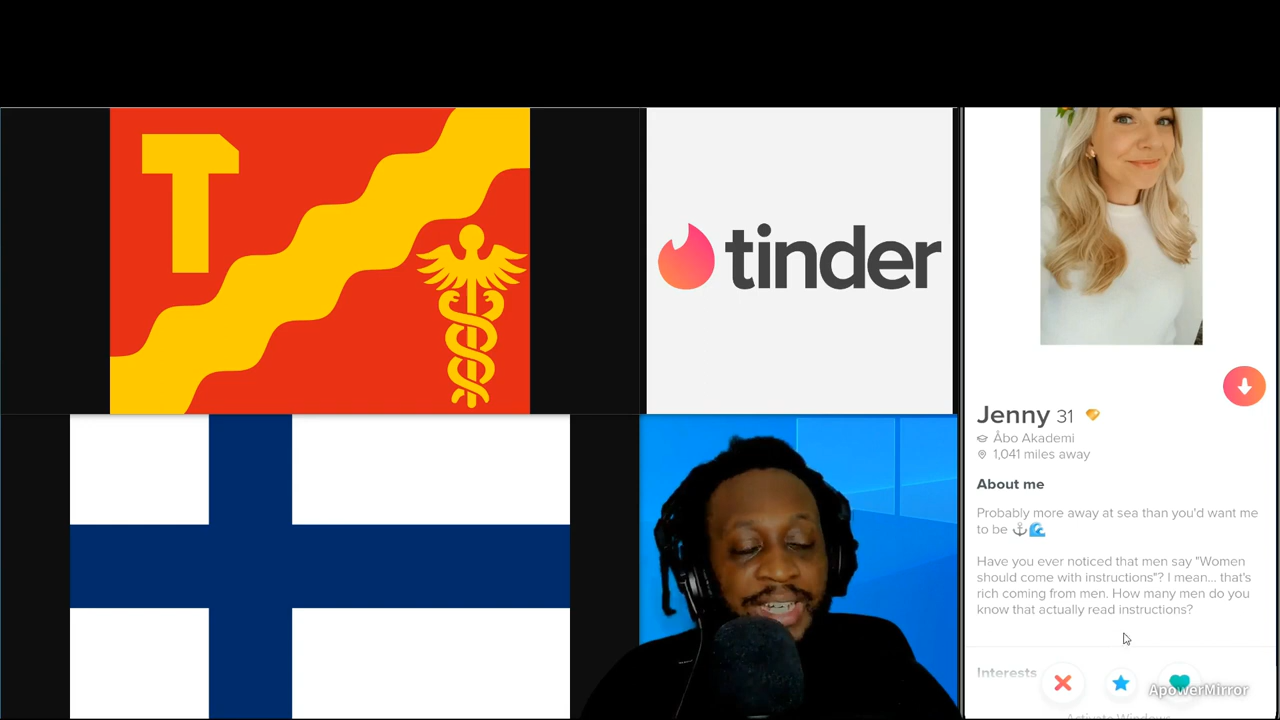 T
tinder
Jenny 31
Åbo Akademi
1,041 miles away
About me
Probably more away at sea than you'd want me
to be ⚓🌊
Have you ever noticed that men say "Women
should come with instructions"? I mean... that's
rich coming from men. How many men do you
know that actually read instructions?
Interests
ApowerMirror
Activate Windows